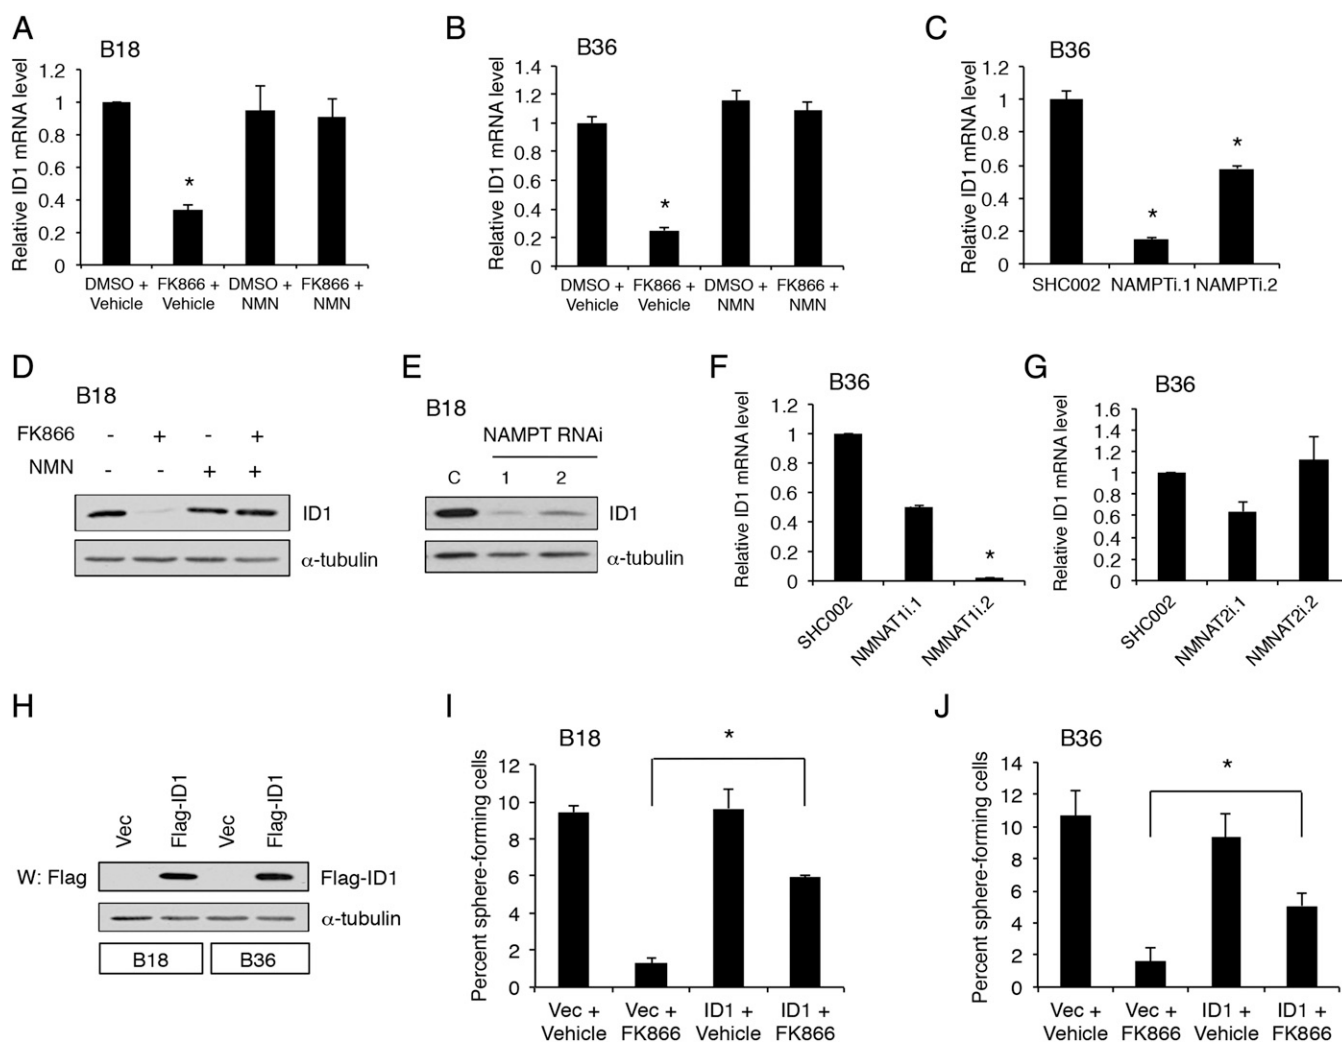 A
B18
Relative ID1 mRNA level
1.2
1
0.8
0.6
0.4
0.2
0
*
DMSO +
Vehicle
FK866 +
Vehicle
DMSO +
NMN
FK866 +
NMN
B
B36
Relative ID1 mRNA level
1.4
1.2
1
0.8
0.6
0.4
0.2
0
*
DMSO +
Vehicle
FK866 +
Vehicle
DMSO +
NMN
FK866 +
NMN
C
B36
Relative ID1 mRNA level
1.2
1
0.8
0.6
0.4
0.2
0
*
*
SHC002 NAMPTi.1 NAMPTi.2
D
B18
FK866 - + - +
NMN - - + +
ID1
α-tubulin
E
B18
NAMPT RNAi
C 1 2
ID1
α-tubulin
F
B36
Relative ID1 mRNA level
1.2
1
0.8
0.6
0.4
0.2
0
*
SHC002
NMNAT1i.1
NMNAT1i.2
G
B36
Relative ID1 mRNA level
1.6
1.4
1.2
1
0.8
0.6
0.4
0.2
0
SHC002
NMNAT2i.1
NMNAT2i.2
H
Vec
Flag-ID1
Vec
Flag-ID1
W: Flag
Flag-ID1
α-tubulin
B18 B36
I
B18
Percent sphere-forming cells
12
10
8
6
4
2
0
*
Vec +
Vehicle
Vec +
FK866
ID1 +
Vehicle
ID1 +
FK866
J
B36
Percent sphere-forming cells
14
12
10
8
6
4
2
0
*
Vec +
Vehicle
Vec +
FK866
ID1 +
Vehicle
ID1 +
FK866